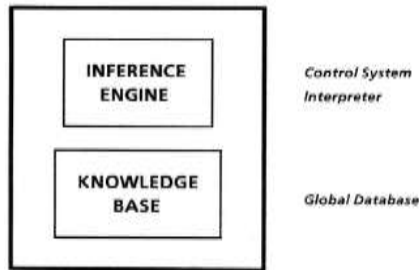 INFERENCE
ENGINE
Control System
Interpreter
KNOWLEDGE
BASE
Global Database